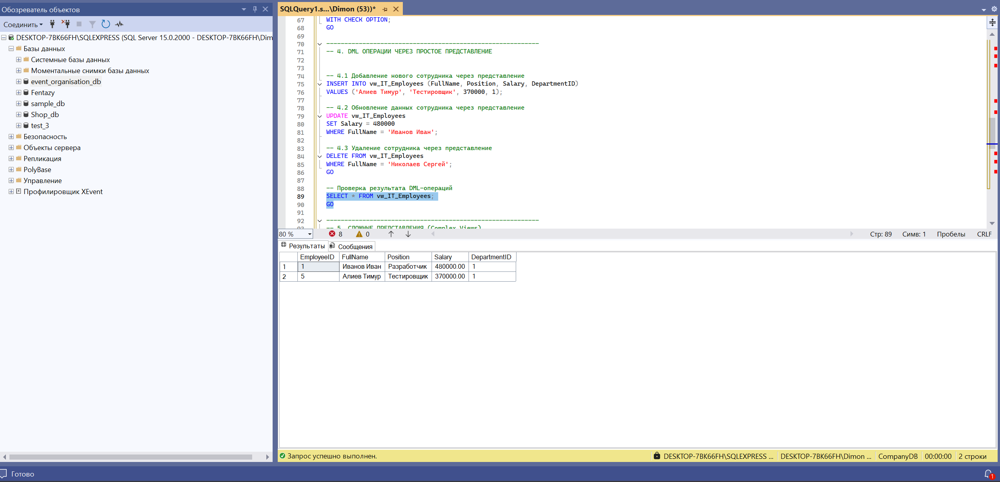 Обозреватель объектов
Соединить
DESKTOP-7BK66FH\SQLEXPRESS (SQL Server 15.0.2000 - DESKTOP-7BK66FH\Dim
Базы данных
Системные базы данных
Моментальные снимки базы данных
event_organisation_db
Fentazy
sample_db
Shop_db
test_3
Безопасность
Объекты сервера
Репликация
PolyBase
Управление
Профилировщик XEvent
SQLQuery1.s...\Dimon (53))*
67 WITH CHECK OPTION;
68 GO
69
70 -----------------------------------------------------------
71 -- 4. DML ОПЕРАЦИИ ЧЕРЕЗ ПРОСТОЕ ПРЕДСТАВЛЕНИЕ
72
73
74 -- 4.1 Добавление нового сотрудника через представление
75 INSERT INTO vw_IT_Employees (FullName, Position, Salary, DepartmentID)
76 VALUES ('Алиев Тимур', 'Тестировщик', 370000, 1);
77
78 -- 4.2 Обновление данных сотрудника через представление
79 UPDATE vw_IT_Employees
80 SET Salary = 480000
81 WHERE FullName = 'Иванов Иван';
82
83 -- 4.3 Удаление сотрудника через представление
84 DELETE FROM vw_IT_Employees
85 WHERE FullName = 'Николаев Сергей';
86 GO
87
88 -- Проверка результата DML-операций
89 SELECT * FROM vw_IT_Employees;
90 GO
91
92 -----------------------------------------------------------
93 -- 5. СЛОЖНЫЕ ПРЕДСТАВЛЕНИЯ (Complex Views)
80 % 8 0 Стр: 89 Симв: 1 Пробелы CRLF
Результаты Сообщения
EmployeeID FullName Position Salary DepartmentID
1 1 Иванов Иван Разработчик 480000.00 1
2 5 Алиев Тимур Тестировщик 370000.00 1
Запрос успешно выполнен. DESKTOP-7BK66FH\SQLEXPRESS ... DESKTOP-7BK66FH\Dimon ... CompanyDB 00:00:00 2 строки
Готово 1